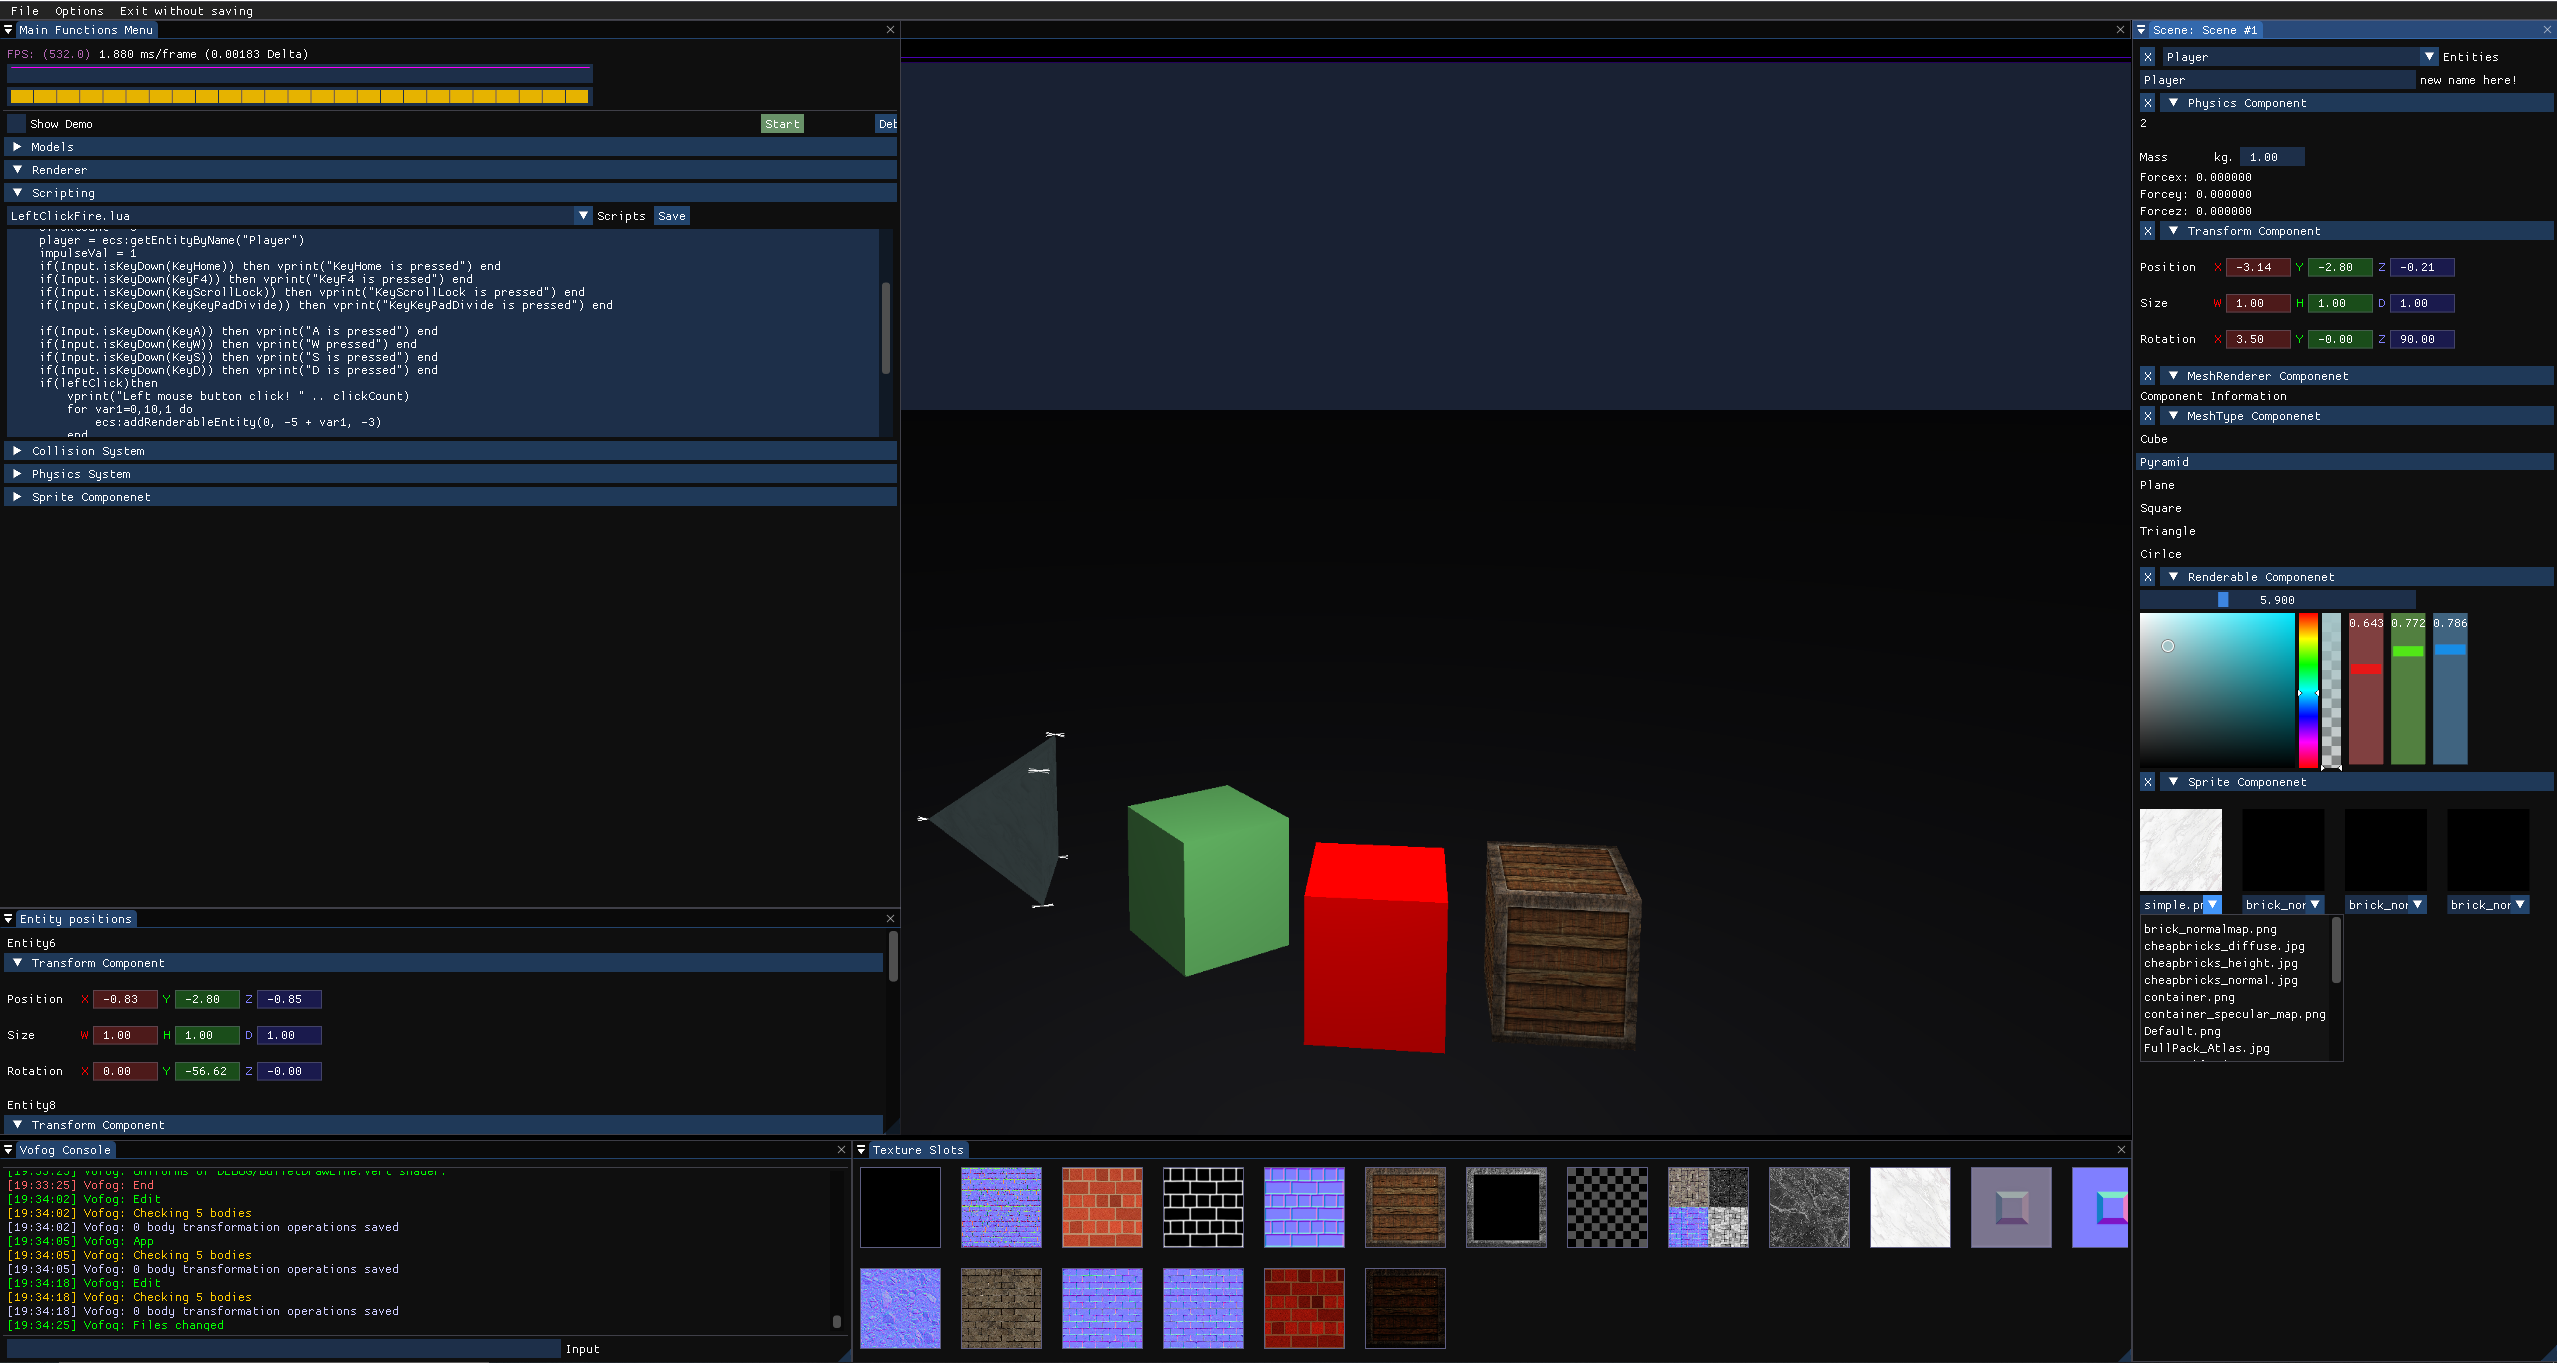 File Options Exit without saving
Main Functions Menu
FPS: (532.0) 1.880 ms/frame (0.00183 Delta)
Show Demo Start Deb
Models
Renderer
Scripting
LeftClickFire.lua Scripts Save
player = ecs:getEntityByName("Player")
impulseVal = 1
if(Input.isKeyDown(KeyHome)) then vprint("KeyHome is pressed") end
if(Input.isKeyDown(KeyF4)) then vprint("KeyF4 is pressed") end
if(Input.isKeyDown(KeyScrollLock)) then vprint("KeyScrollLock is pressed") end
if(Input.isKeyDown(KeyKeyPadDivide)) then vprint("KeyKeyPadDivide is pressed") end
if(Input.isKeyDown(KeyA)) then vprint("A is pressed") end
if(Input.isKeyDown(KeyW)) then vprint("W pressed") end
if(Input.isKeyDown(KeyS)) then vprint("S is pressed") end
if(Input.isKeyDown(KeyD)) then vprint("D is pressed") end
if(leftClick)then
vprint("Left mouse button click! " .. clickCount)
for var1=0,10,1 do
ecs:addRenderableEntity(0, -5 + var1, -3)
end
Collision System
Physics System
Sprite Componenet
Entity positions
Entity6
Transform Component
Position X -0.83 Y -2.80 Z -0.85
Size W 1.00 H 1.00 D 1.00
Rotation X 0.00 Y -56.62 Z -0.00
Entity8
Transform Component
Vofog Console
[19:33:25] Vofog: Uniforms of DEBUG/BulletDrawLine.vert shader:
[19:33:25] Vofog: End
[19:34:02] Vofog: Edit
[19:34:02] Vofog: Checking 5 bodies
[19:34:02] Vofog: 0 body transformation operations saved
[19:34:05] Vofog: App
[19:34:05] Vofog: Checking 5 bodies
[19:34:05] Vofog: 0 body transformation operations saved
[19:34:18] Vofog: Edit
[19:34:18] Vofog: Checking 5 bodies
[19:34:18] Vofog: 0 body transformation operations saved
[19:34:25] Vofog: Files changed
Input
Texture Slots
Scene: Scene #1
X Player Entities
Player new name here!
X Physics Component
2
Mass kg. 1.00
Forcex: 0.000000
Forcey: 0.000000
Forcez: 0.000000
X Transform Component
Position X -3.14 Y -2.80 Z -0.21
Size W 1.00 H 1.00 D 1.00
Rotation X 3.50 Y -0.00 Z 90.00
X MeshRenderer Componenet
Component Information
X MeshType Componenet
Cube
Pyramid
Plane
Square
Triangle
Cirlce
X Renderable Componenet
5.900
0.643 0.772 0.786
X Sprite Componenet
simple.pn brick_nor brick_nor brick_nor
brick_normalmap.png
cheapbricks_diffuse.jpg
cheapbricks_height.jpg
cheapbricks_normal.jpg
container.png
container_specular_map.png
Default.png
FullPack_Atlas.jpg